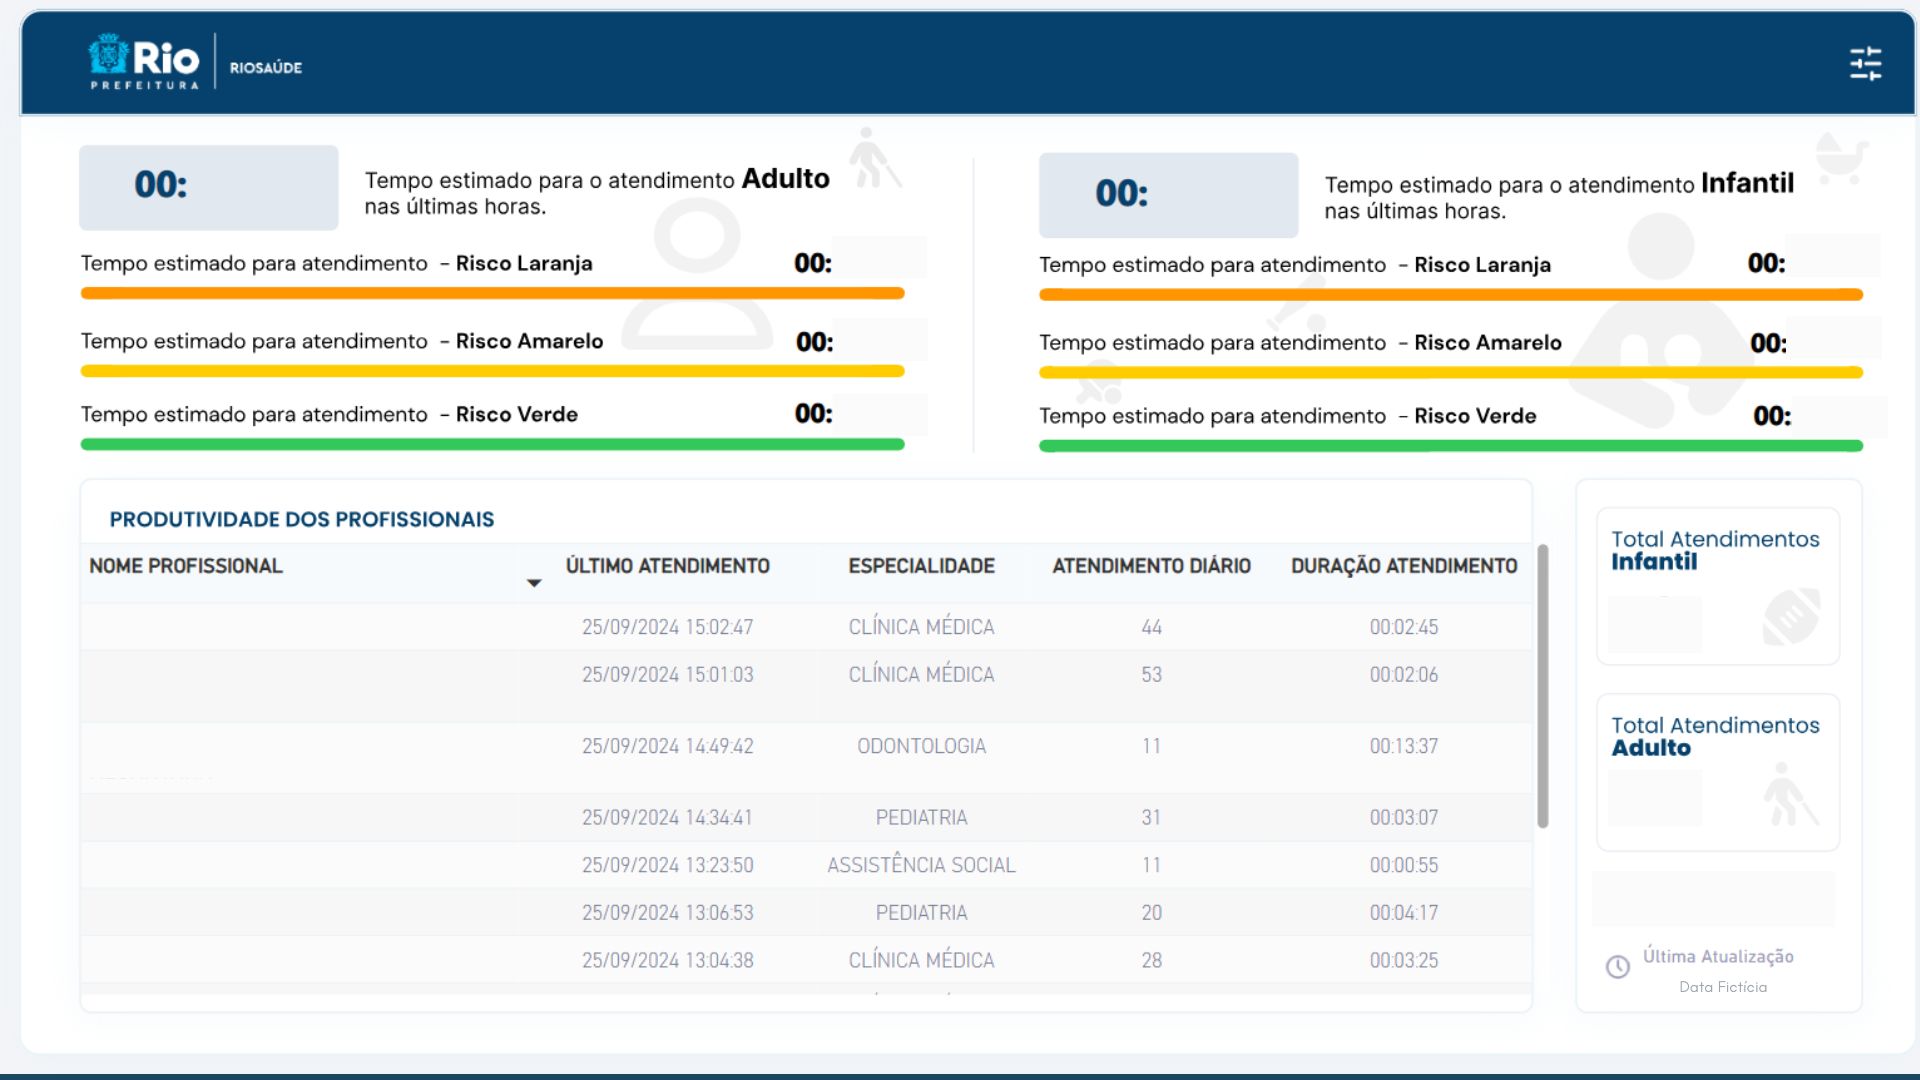 Rio
PREFEITURA
RIOSAÚDE
00:
Tempo estimado para o atendimento Adulto
nas últimas horas.
Tempo estimado para atendimento - Risco Laranja 00:
Tempo estimado para atendimento - Risco Amarelo 00:
Tempo estimado para atendimento - Risco Verde 00:
00:
Tempo estimado para o atendimento Infantil
nas últimas horas.
Tempo estimado para atendimento - Risco Laranja 00:
Tempo estimado para atendimento - Risco Amarelo 00:
Tempo estimado para atendimento - Risco Verde 00:
PRODUTIVIDADE DOS PROFISSIONAIS
NOME PROFISSIONAL ÚLTIMO ATENDIMENTO ESPECIALIDADE ATENDIMENTO DIÁRIO DURAÇÃO ATENDIMENTO
25/09/2024 15:02:47 CLÍNICA MÉDICA 44 00:02:45
25/09/2024 15:01:03 CLÍNICA MÉDICA 53 00:02:06
25/09/2024 14:49:42 ODONTOLOGIA 11 00:13:37
25/09/2024 14:34:41 PEDIATRIA 31 00:03:07
25/09/2024 13:23:50 ASSISTÊNCIA SOCIAL 11 00:00:55
25/09/2024 13:06:53 PEDIATRIA 20 00:04:17
25/09/2024 13:04:38 CLÍNICA MÉDICA 28 00:03:25
Total Atendimentos
Infantil
Total Atendimentos
Adulto
Última Atualização
Data Fictícia